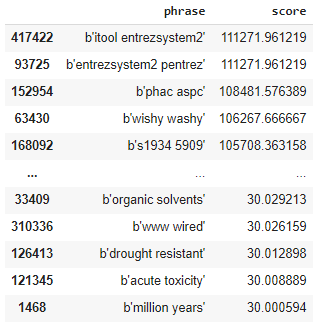 phrase score
417422 b'itool entrezsystem2' 111271.961219
93725 b'entrezsystem2 pentrez' 111271.961219
152954 b'phac aspc' 108481.576389
63430 b'wishy washy' 106267.666667
168092 b's1934 5909' 105708.363158
... ... ...
33409 b'organic solvents' 30.029213
310336 b'www wired' 30.026159
126413 b'drought resistant' 30.012898
121345 b'acute toxicity' 30.008889
1468 b'million years' 30.000594